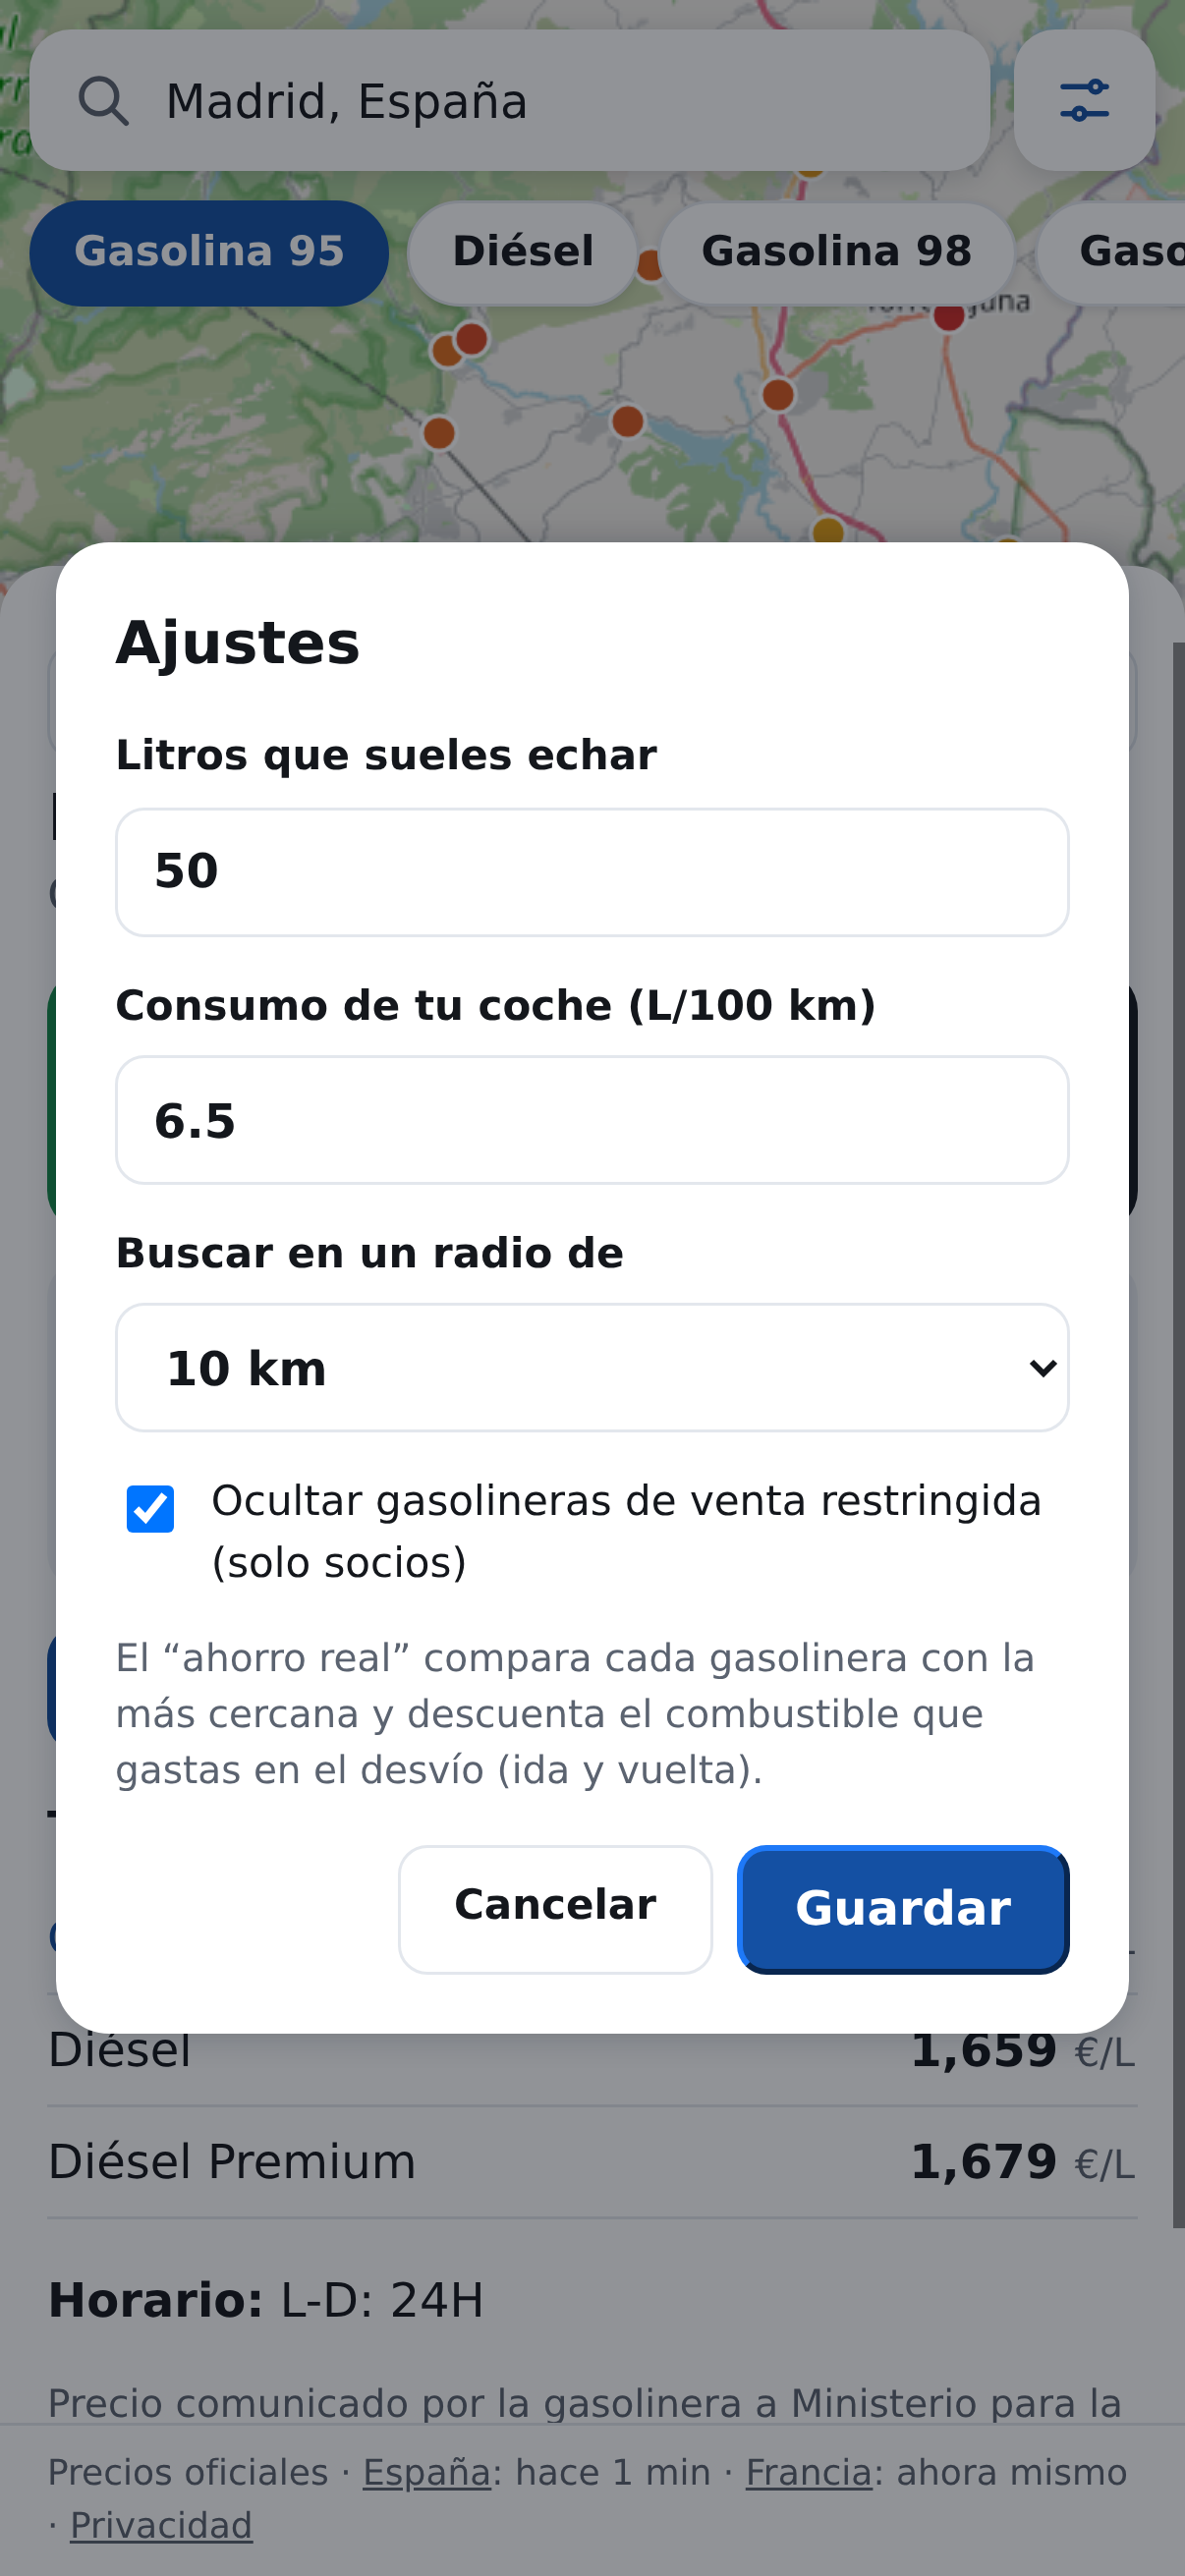 Madrid, España
Gasolina 95
Diésel
Gasolina 98
Ajustes
Litros que sueles echar
50
Consumo de tu coche (L/100 km)
6.5
Buscar en un radio de
10 km
Ocultar gasolineras de venta restringida
(solo socios)
El “ahorro real” compara cada gasolinera con la
más cercana y descuenta el combustible que
gastas en el desvío (ida y vuelta).
Cancelar
Guardar
Diésel 1,659 €/L
Diésel Premium 1,679 €/L
Horario: L-D: 24H
Precio comunicado por la gasolinera a Ministerio para la
Precios oficiales · España: hace 1 min · Francia: ahora mismo
· Privacidad